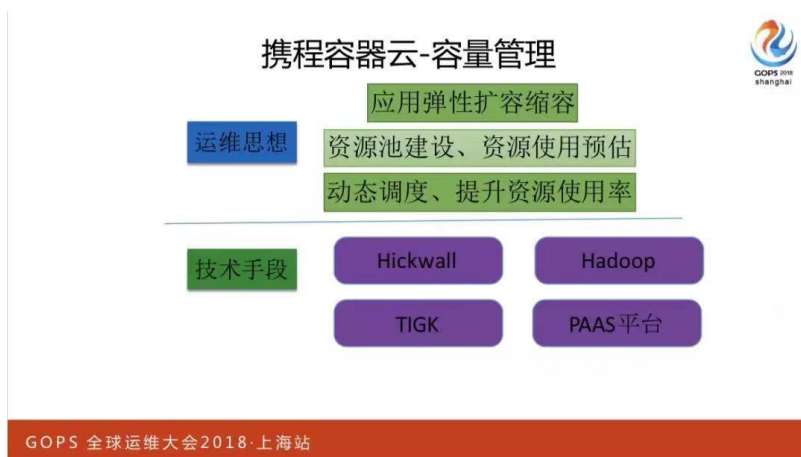 携程容器云-容量管理
GOPS 2018
shanghai
应用弹性扩容缩容
运维思想
资源池建设、资源使用预估
动态调度、提升资源使用率
技术手段
Hickwall
Hadoop
TIGK
PAAS平台
GOPS 全球运维大会2018·上海站